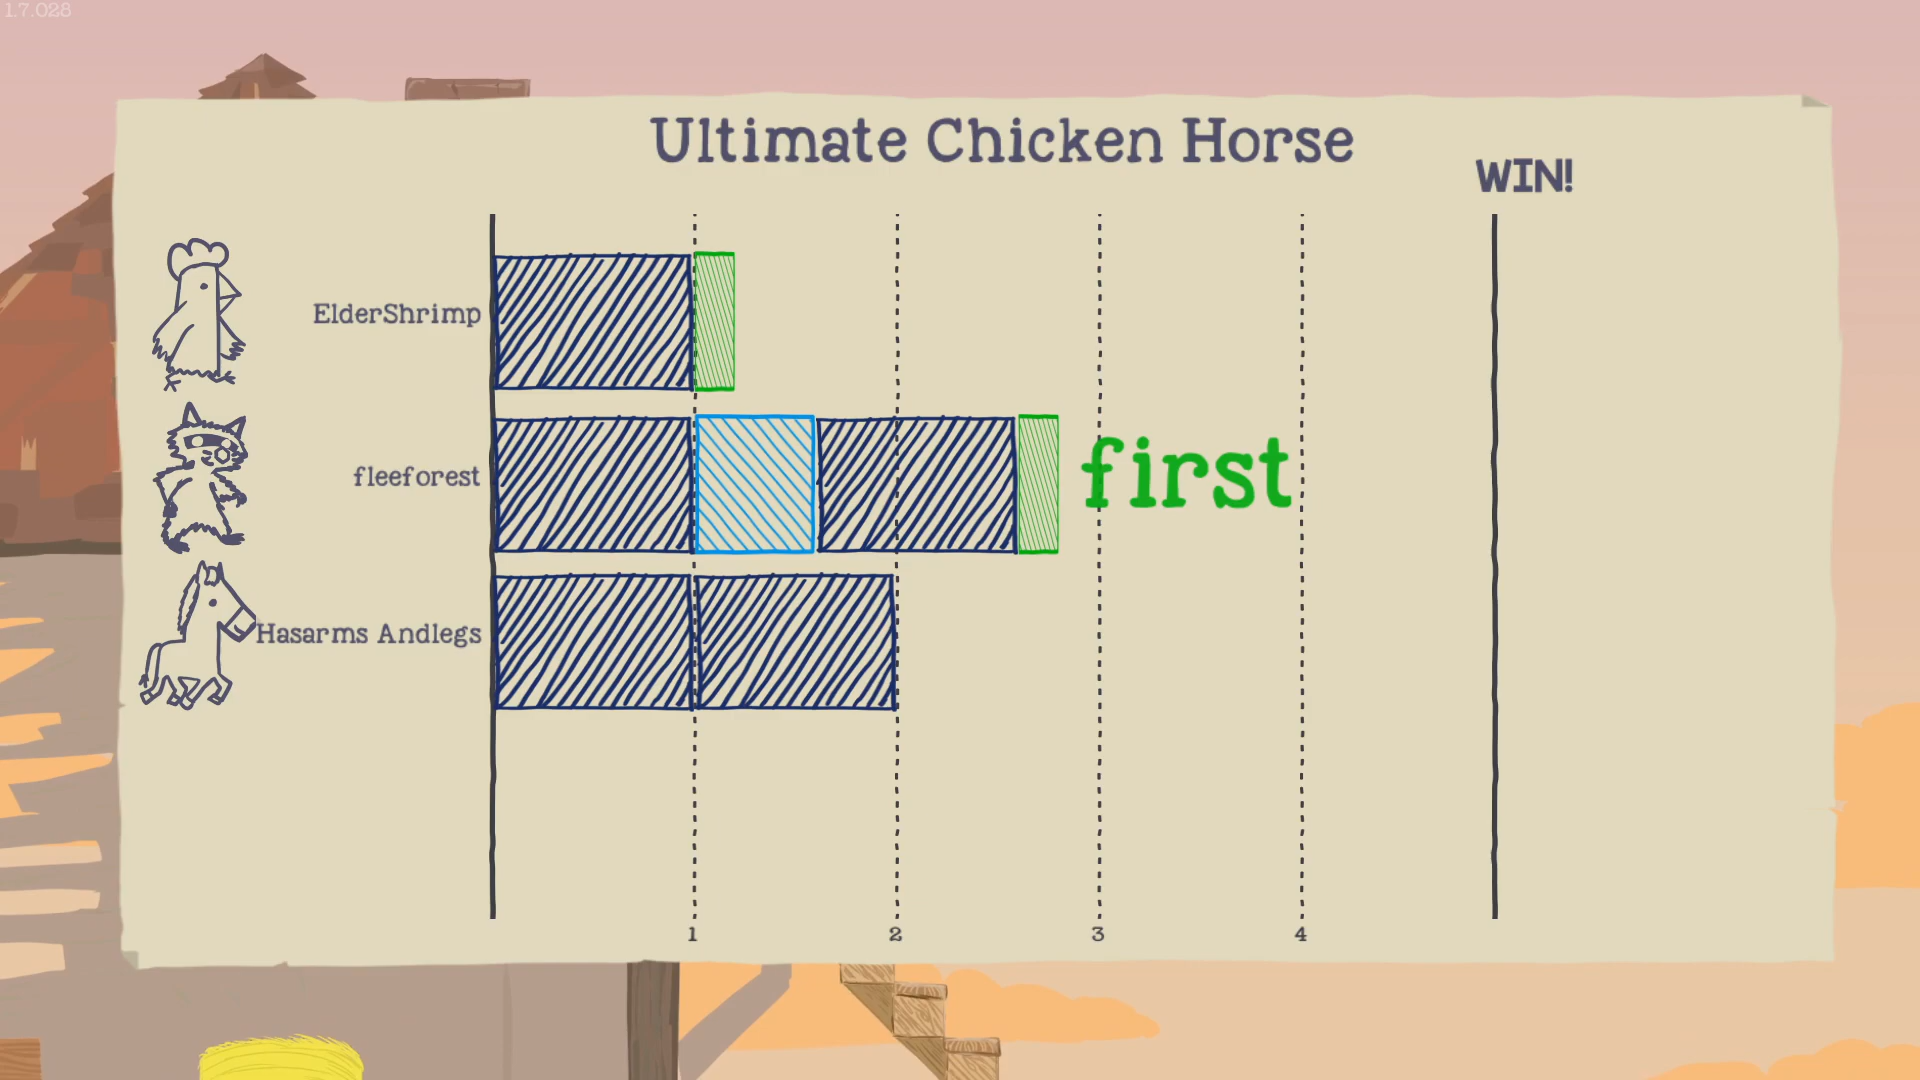 1.7.028
Ultimate Chicken Horse
WIN!
ElderShrimp
fleeforest
first
Hasarms Andlegs
1 2 3 4